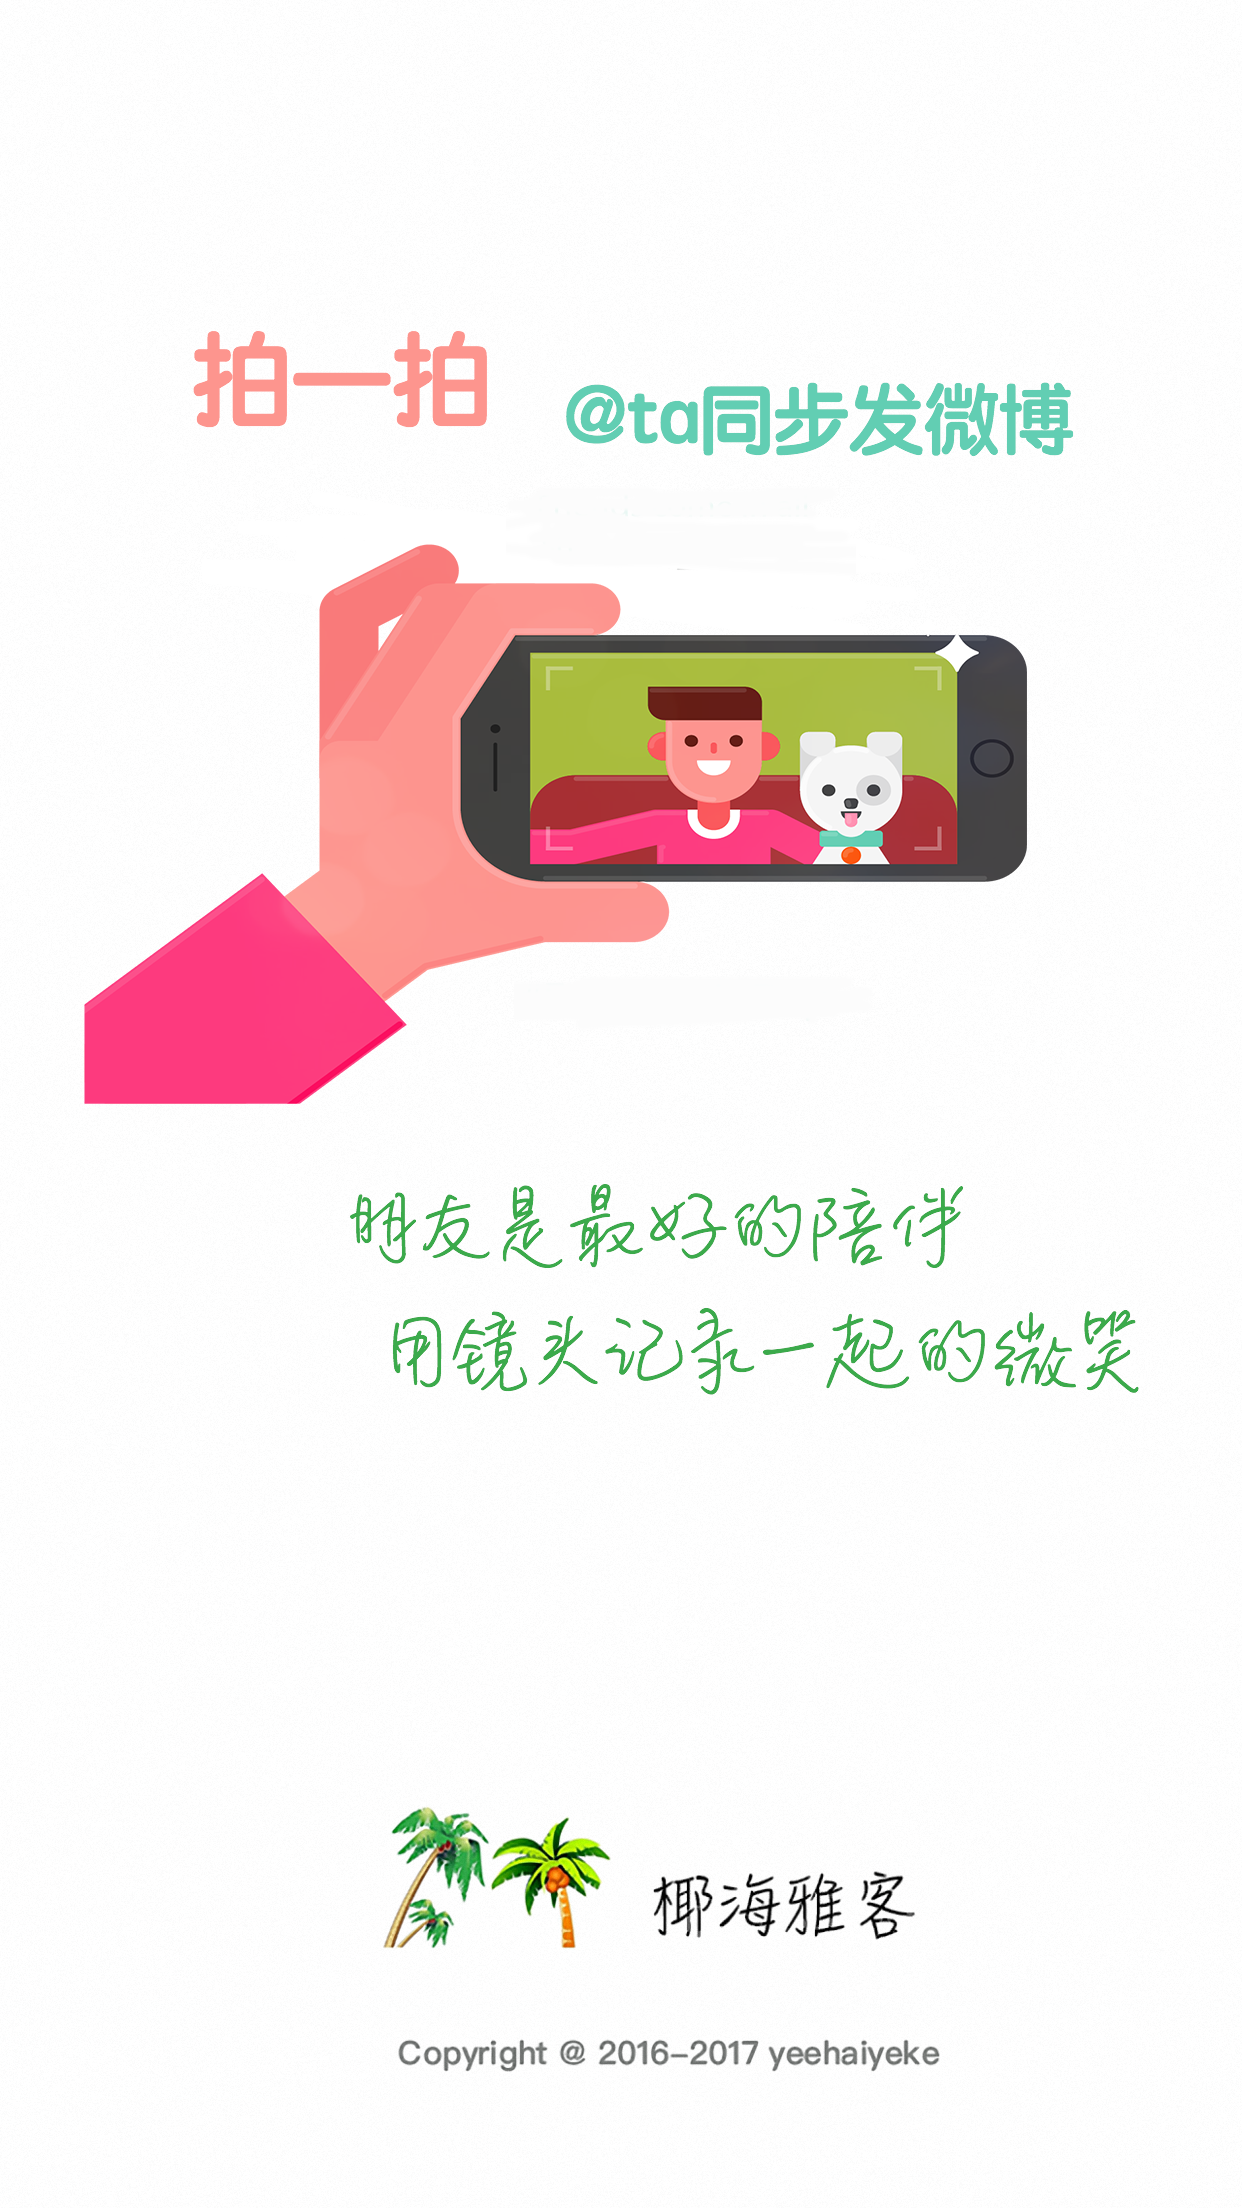 拍一拍
@ta同步发微博
朋友是最好的陪伴
用镜头记录一起的微笑
椰海雅客
Copyright @ 2016-2017 yeehaiyeke